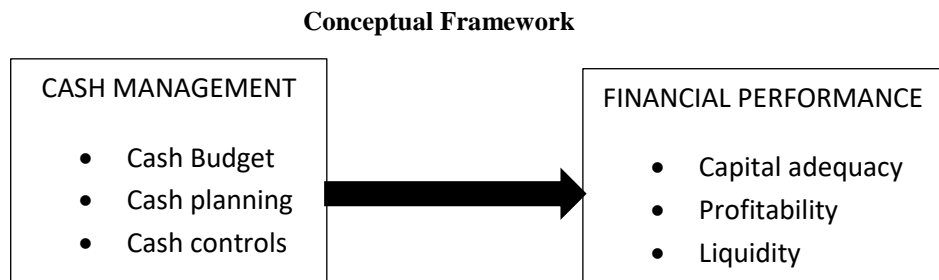 Conceptual Framework
CASH MANAGEMENT
• Cash Budget
• Cash planning
• Cash controls
FINANCIAL PERFORMANCE
• Capital adequacy
• Profitability
• Liquidity